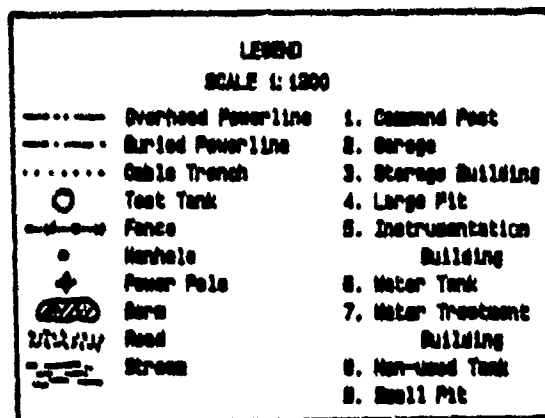 LEGEND
SCALE 1: 1200
Overhead Powerline
Buried Powerline
Cable Trench
Test Tank
Fence
Manhole
Power Pole
Berm
Road
Stream
1. Command Post
2. Garage
3. Storage Building
4. Large Pit
5. Instrumentation
Building
6. Water Tank
7. Water Treatment
Building
8. Non-used Tank
9. Small Pit